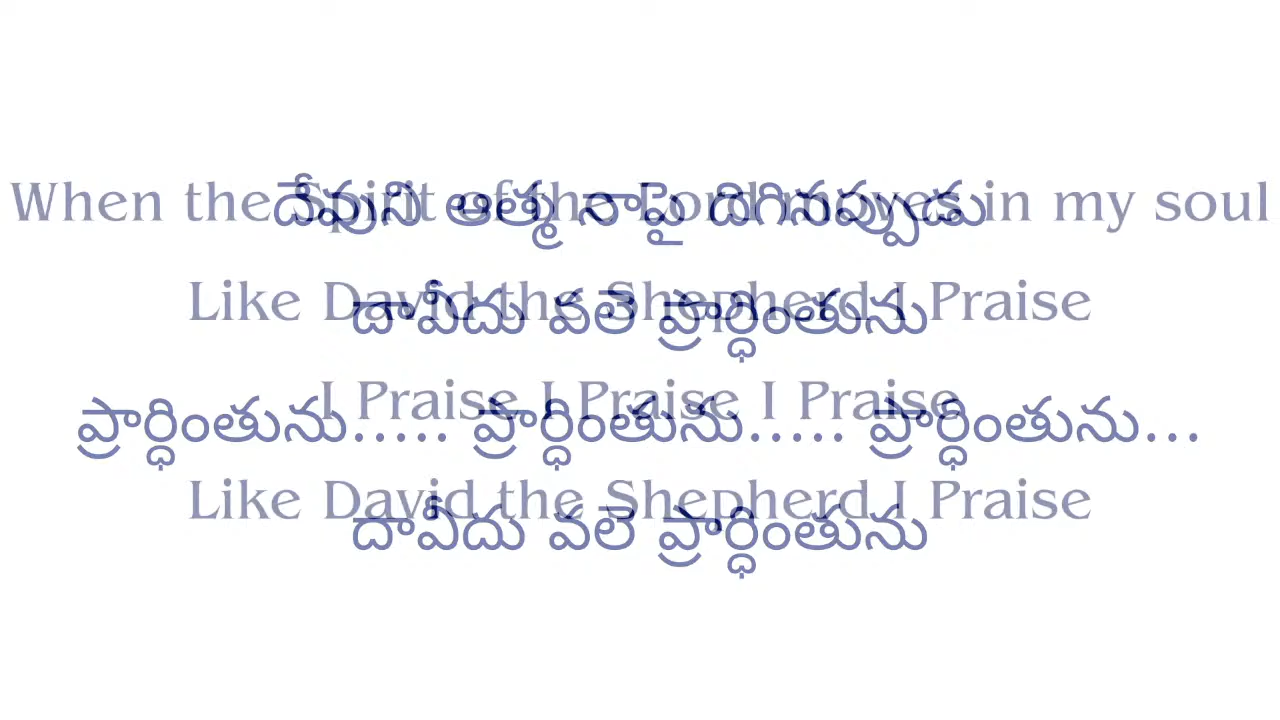 When the Spirit of the Lord moves in my soul
దేవుని ఆత్మ నాపై దిగినప్పుడు
Like David the Shepherd I Praise
దావీదు వలె ప్రార్ధింతును
I Praise I Praise I Praise
ప్రార్ధింతును..... ప్రార్ధింతును..... ప్రార్ధింతును...
Like David the Shepherd I Praise
దావీదు వలె ప్రార్ధింతును